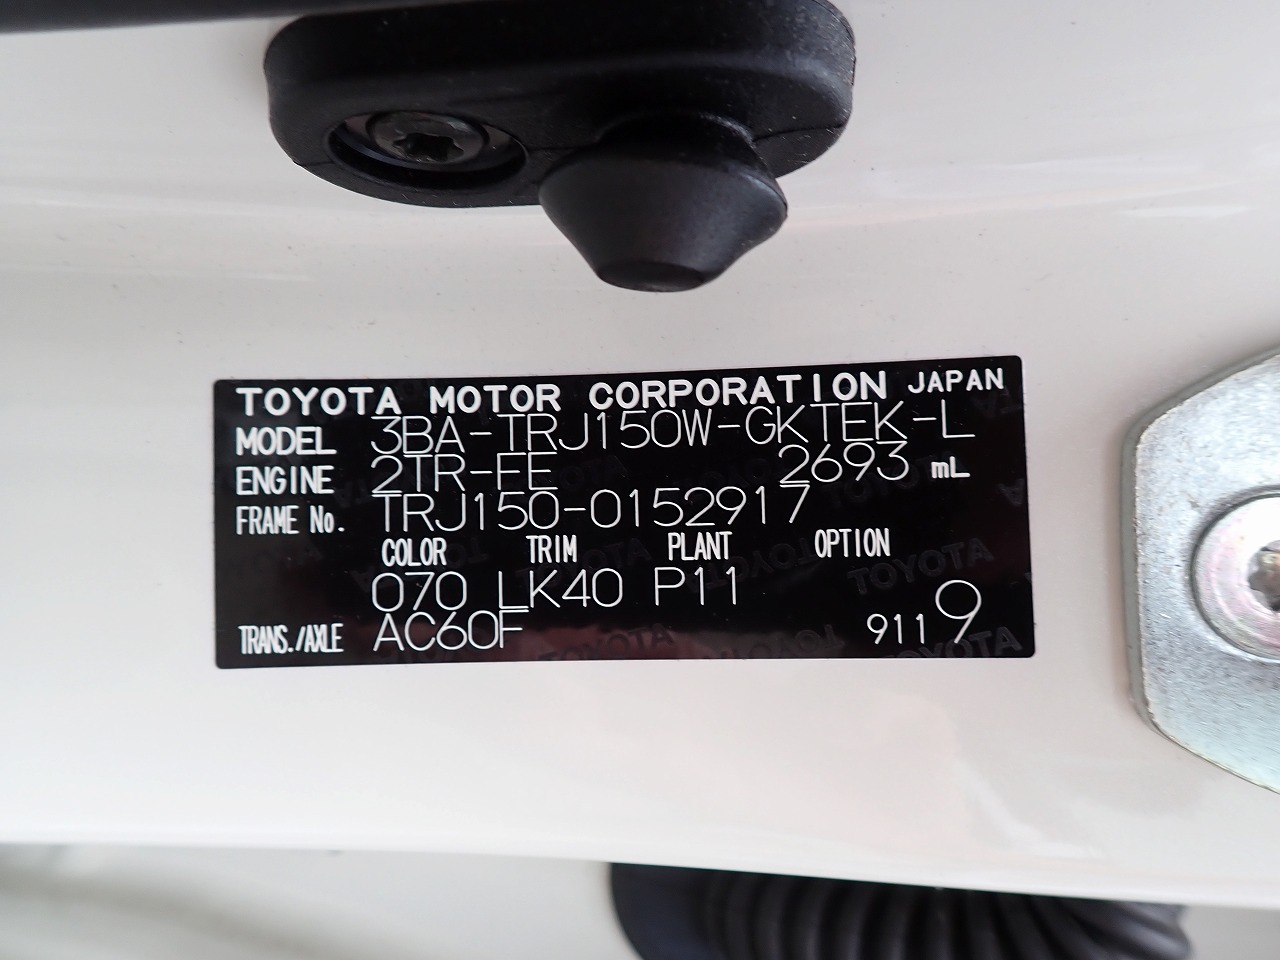 TOYOTA MOTOR CORPORATION JAPAN
MODEL 3BA-TRJ150W-GKTEK-L
ENGINE 2TR-FE 2693 mL
FRAME No. TRJ150-0152917
COLOR TRIM PLANT OPTION
070 LK40 P11
TRANS./AXLE AC60F 9119